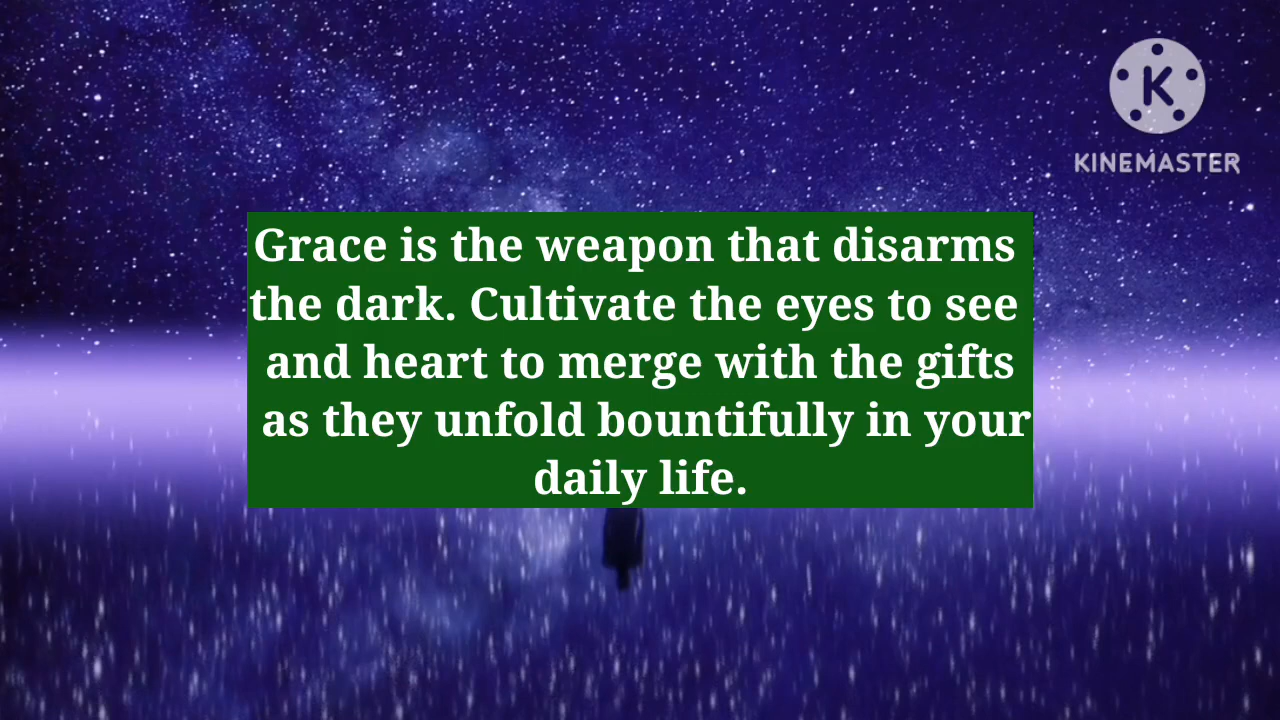 KINEMASTER
Grace is the weapon that disarms
the dark. Cultivate the eyes to see
and heart to merge with the gifts
as they unfold bountifully in your
daily life.